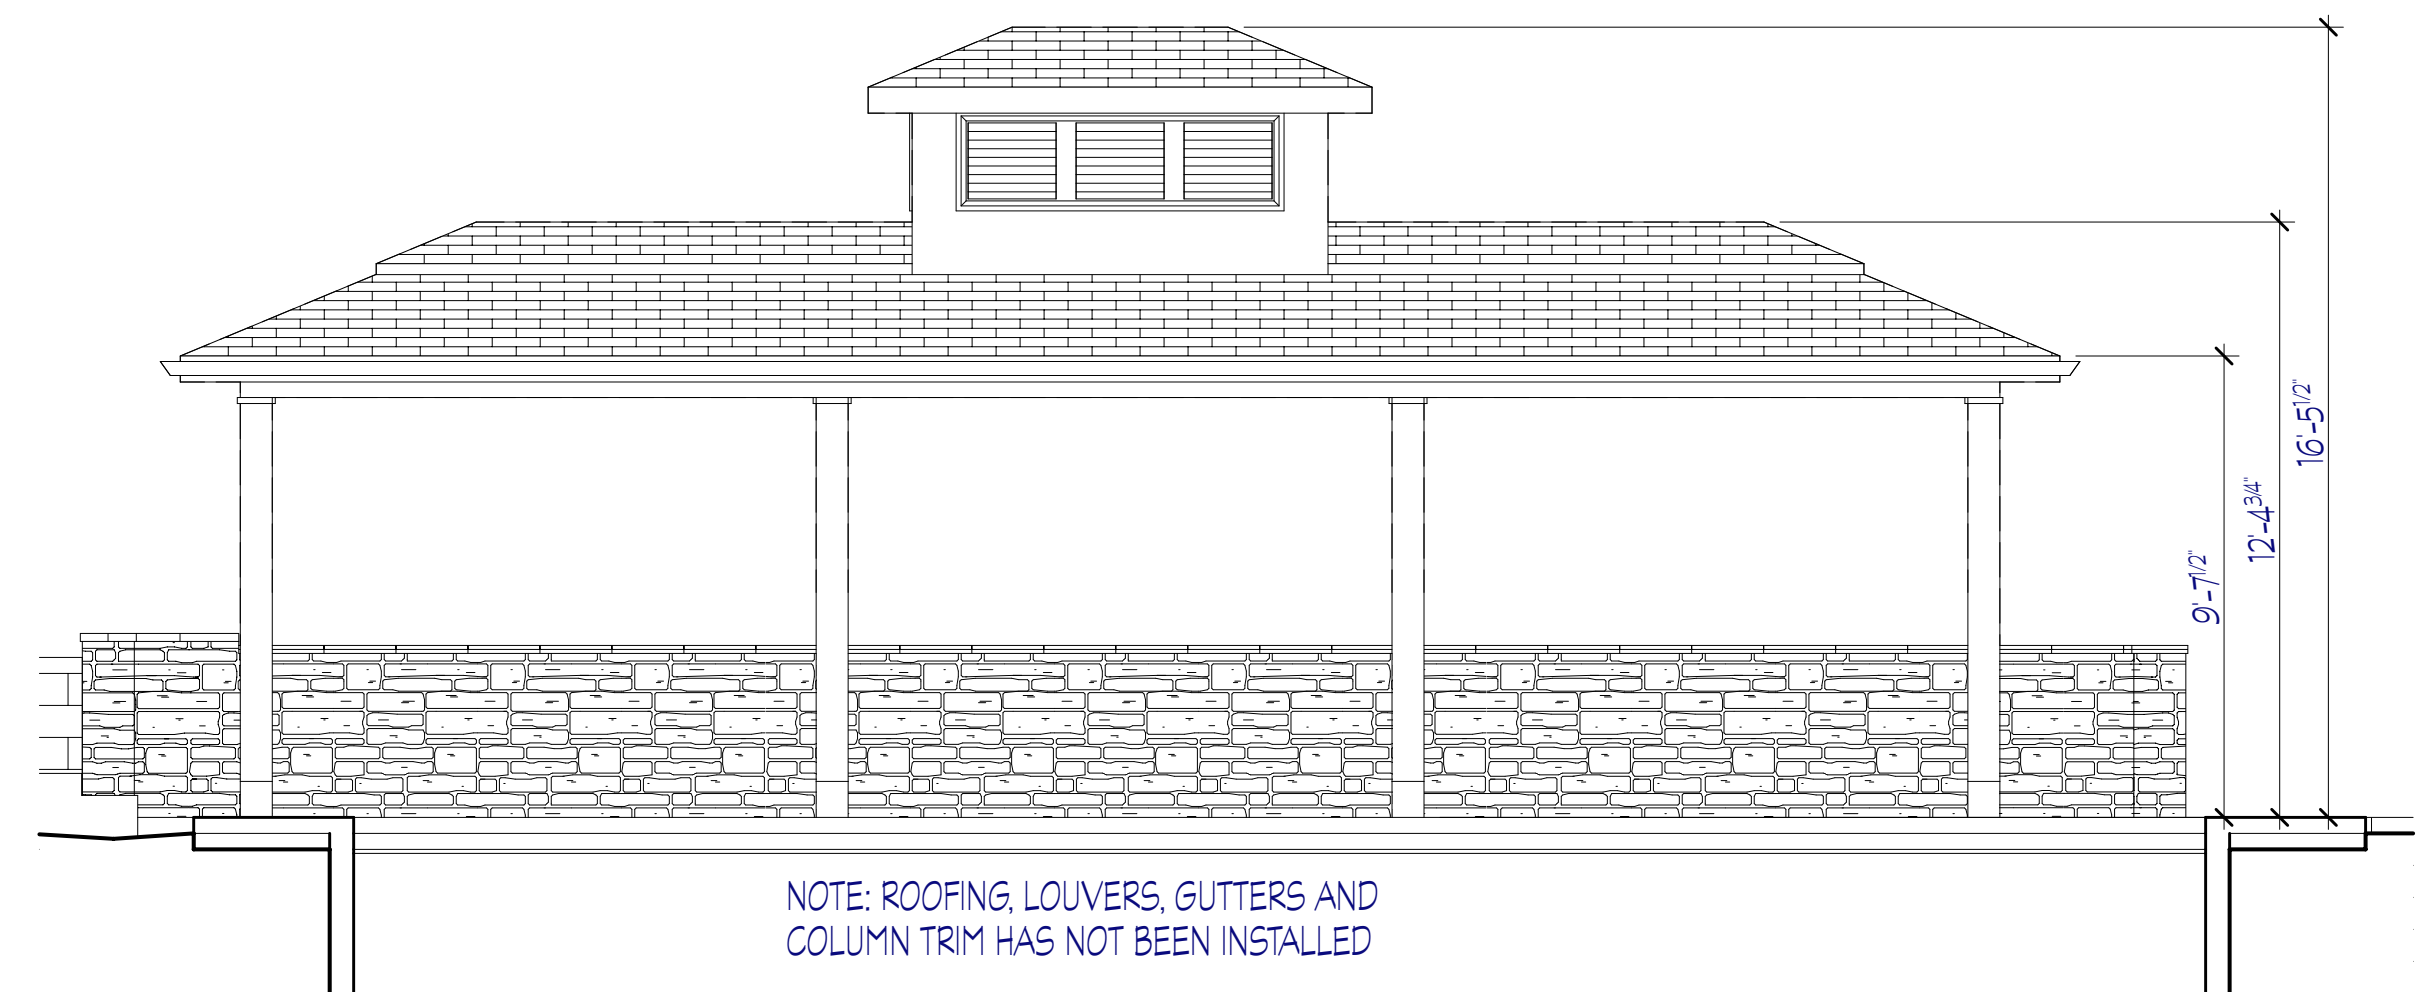 16'-5 1/2"
12'-4 3/4"
9'-7 1/2"
NOTE: ROOFING, LOUVERS, GUTTERS AND
COLUMN TRIM HAS NOT BEEN INSTALLED